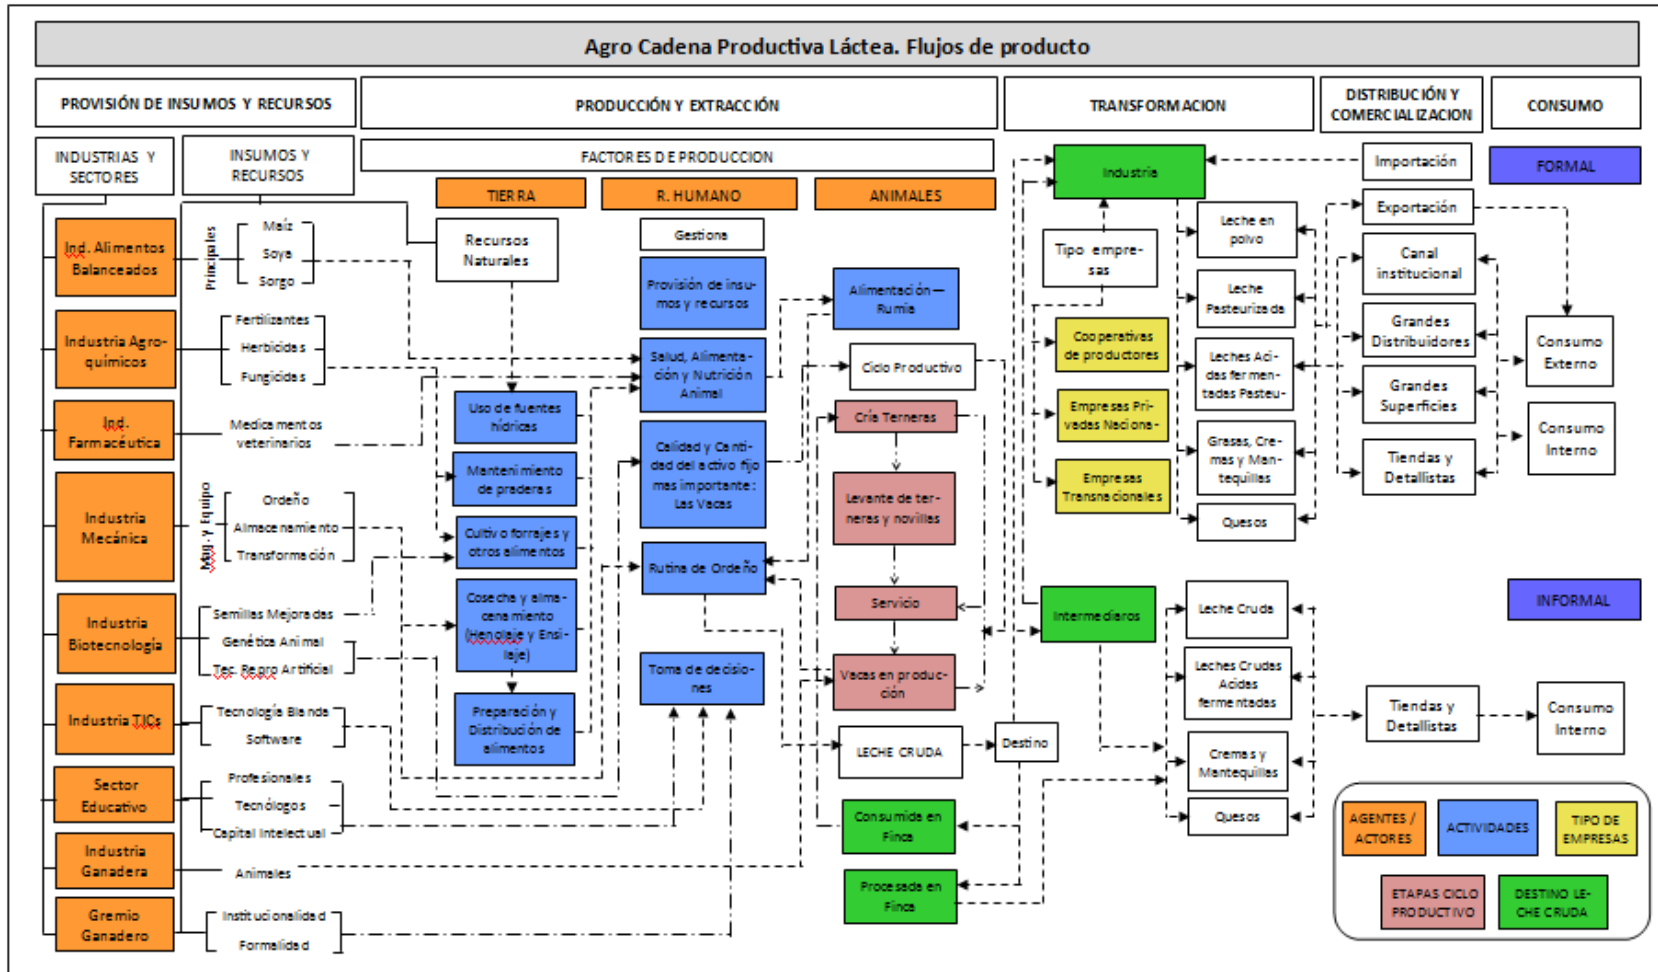 Agro Cadena Productiva Láctea. Flujos de producto
PROVISIÓN DE INSUMOS Y RECURSOS
PRODUCCIÓN Y EXTRACCIÓN
TRANSFORMACION
DISTRIBUCIÓN Y
COMERCIALIZACION
CONSUMO
INDUSTRIAS Y
SECTORES
INSUMOS Y
RECURSOS
FACTORES DE PRODUCCION
TIERRA
R. HUMANO
ANIMALES
FORMAL
Ind. Alimentos
Balanceados
Principales
Maíz
Soya
Sorgo
Industria Agro-
químicos
Fertilizantes
Herbicidas
Fungicidas
Ind.
Farmacéutica
Medicamentos
veterinarios
Industria
Mecánica
Maq. y Equipo
Ordeño
Almacenamiento
Transformación
Industria
Biotecnología
Semillas Mejoradas
Genética Animal
Tec. Repro Artificial
Industria TICs
Tecnología Blanda
Software
Sector
Educativo
Profesionales
Tecnólogos
Capital Intelectual
Industria
Ganadera
Animales
Gremio
Ganadero
Institucionalidad
Formalidad
Recursos
Naturales
Uso de fuentes
hídricas
Mantenimiento
de praderas
Cultivo forrajes y
otros alimentos
Cosecha y alma-
cenamiento
(Henolaje y Ensi-
laje)
Preparación y
Distribución de
alimentos
Gestiona
Provisión de insu-
mos y recursos
Salud, Alimenta-
ción y Nutrición
Animal
Calidad y Canti-
dad del activo fijo
mas importante:
Las Vacas
Rutina de Ordeño
Toma de decisio-
nes
Alimentación—
Rumia
Ciclo Productivo
Cría Terneras
Levante de ter-
neras y novillas
Servicio
Vacas en produc-
ción
LECHE CRUDA
Destino
Consumida en
Finca
Procesada en
Finca
Industria
Tipo empre-
sas
Cooperativas
de productores
Empresas Pri-
vadas Naciona-
Empresas
Transnacionales
Intermediaros
Leche en
polvo
Leche
Pasteurizada
Leches Aci-
das fermen-
tadas Pasteu-
Grasas, Cre-
mas y Man-
tequillas
Quesos
Leche Cruda
Leches Crudas
Acidas
fermentadas
Cremas y
Mantequillas
Quesos
Importación
Exportación
Canal
institucional
Grandes
Distribuidores
Grandes
Superficies
Tiendas y
Detallistas
Consumo
Externo
Consumo
Interno
INFORMAL
Tiendas y
Detallistas
Consumo
Interno
AGENTES /
ACTORES
ACTIVIDADES
TIPO DE
EMPRESAS
ETAPAS CICLO
PRODUCTIVO
DESTINO LE-
CHE CRUDA